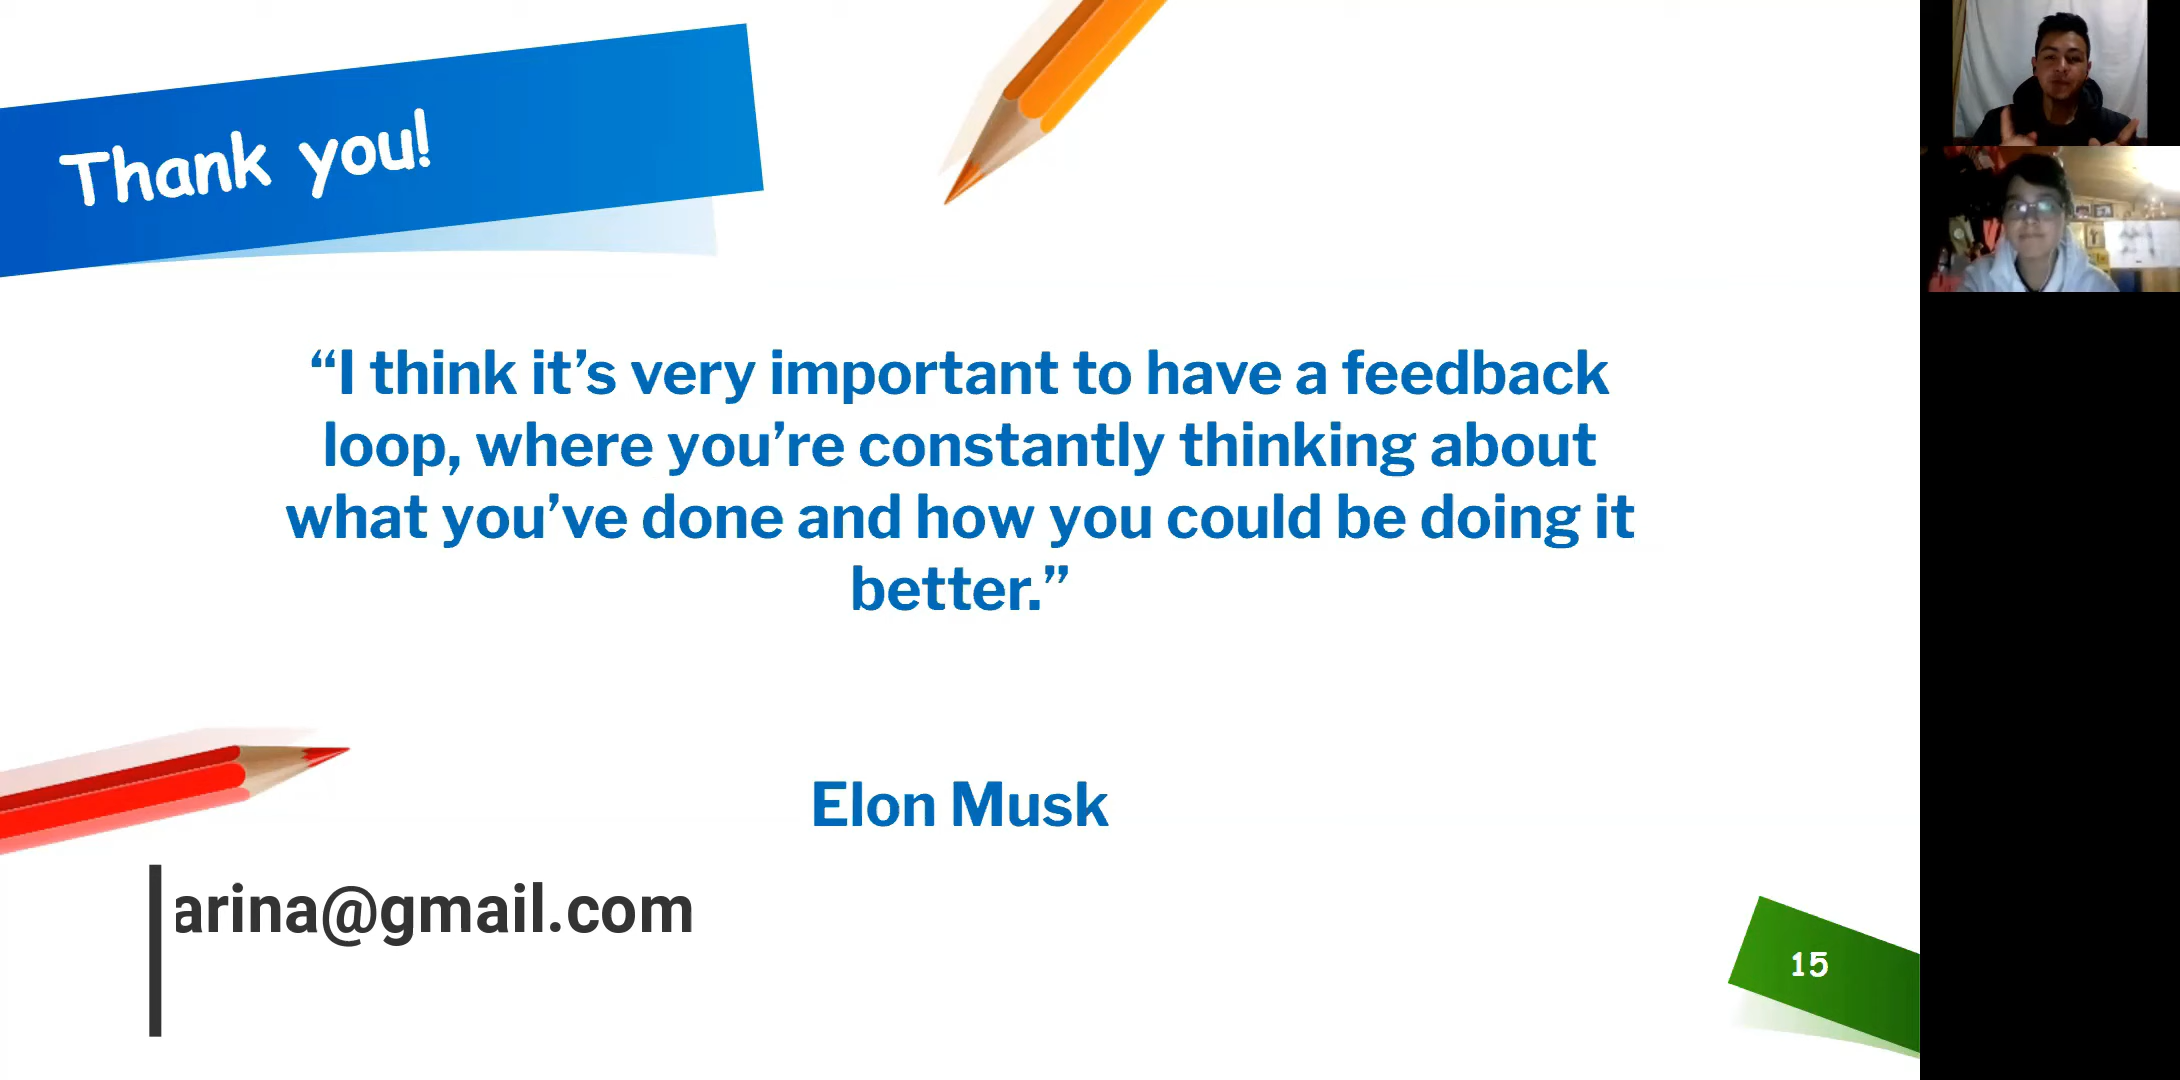 Thank you!
“I think it’s very important to have a feedback
loop, where you’re constantly thinking about
what you’ve done and how you could be doing it
better.”
Elon Musk
arina@gmail.com
15